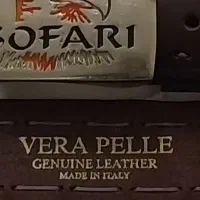 SOFARI
VERA PELLE
GENUINE LEATHER
MADE IN ITALY